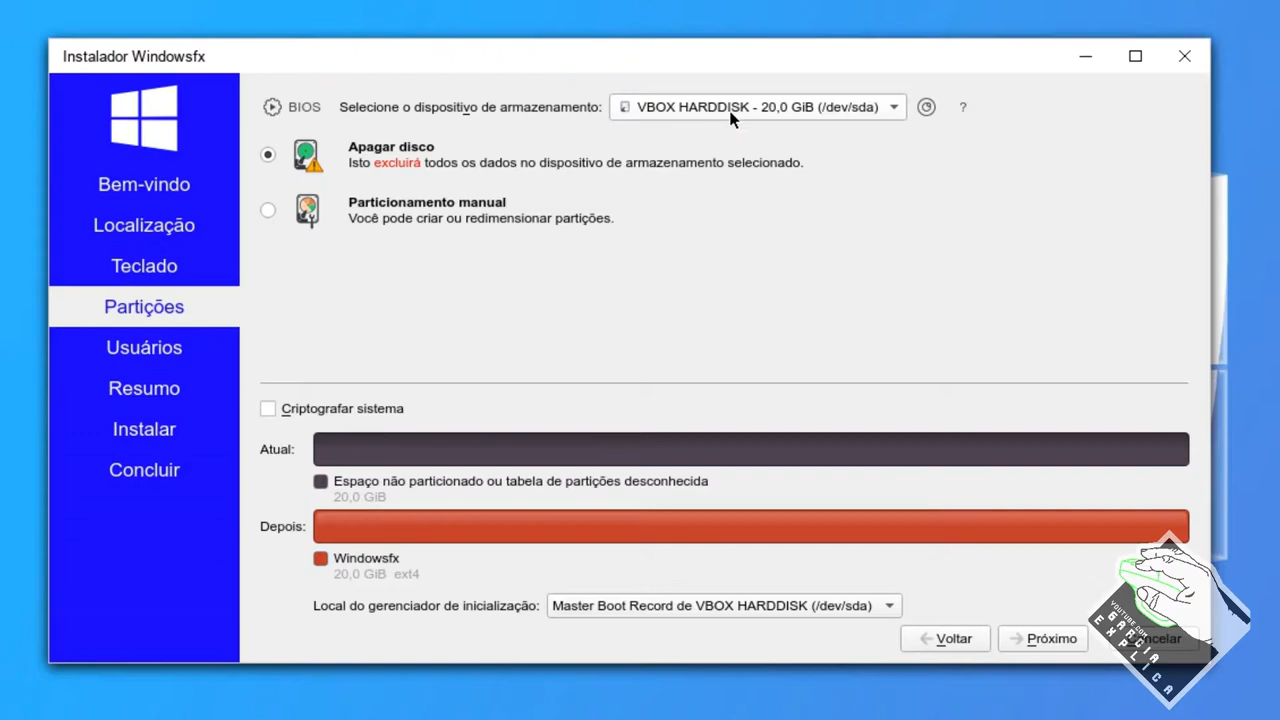 Instalador Windowsfx
BIOS Selecione o dispositivo de armazenamento: VBOX HARDDISK - 20,0 GiB (/dev/sda) ?
Apagar disco
Isto excluirá todos os dados no dispositivo de armazenamento selecionado.
Particionamento manual
Você pode criar ou redimensionar partições.
Bem-vindo
Localização
Teclado
Partições
Usuários
Resumo
Instalar
Concluir
Criptografar sistema
Atual:
Espaço não particionado ou tabela de partições desconhecida
20,0 GiB
Depois:
Windowsfx
20,0 GiB ext4
Local do gerenciador de inicialização: Master Boot Record de VBOX HARDDISK (/dev/sda)
Voltar Próximo
YOUTUBE.COM
GARCIA
EXPLICA